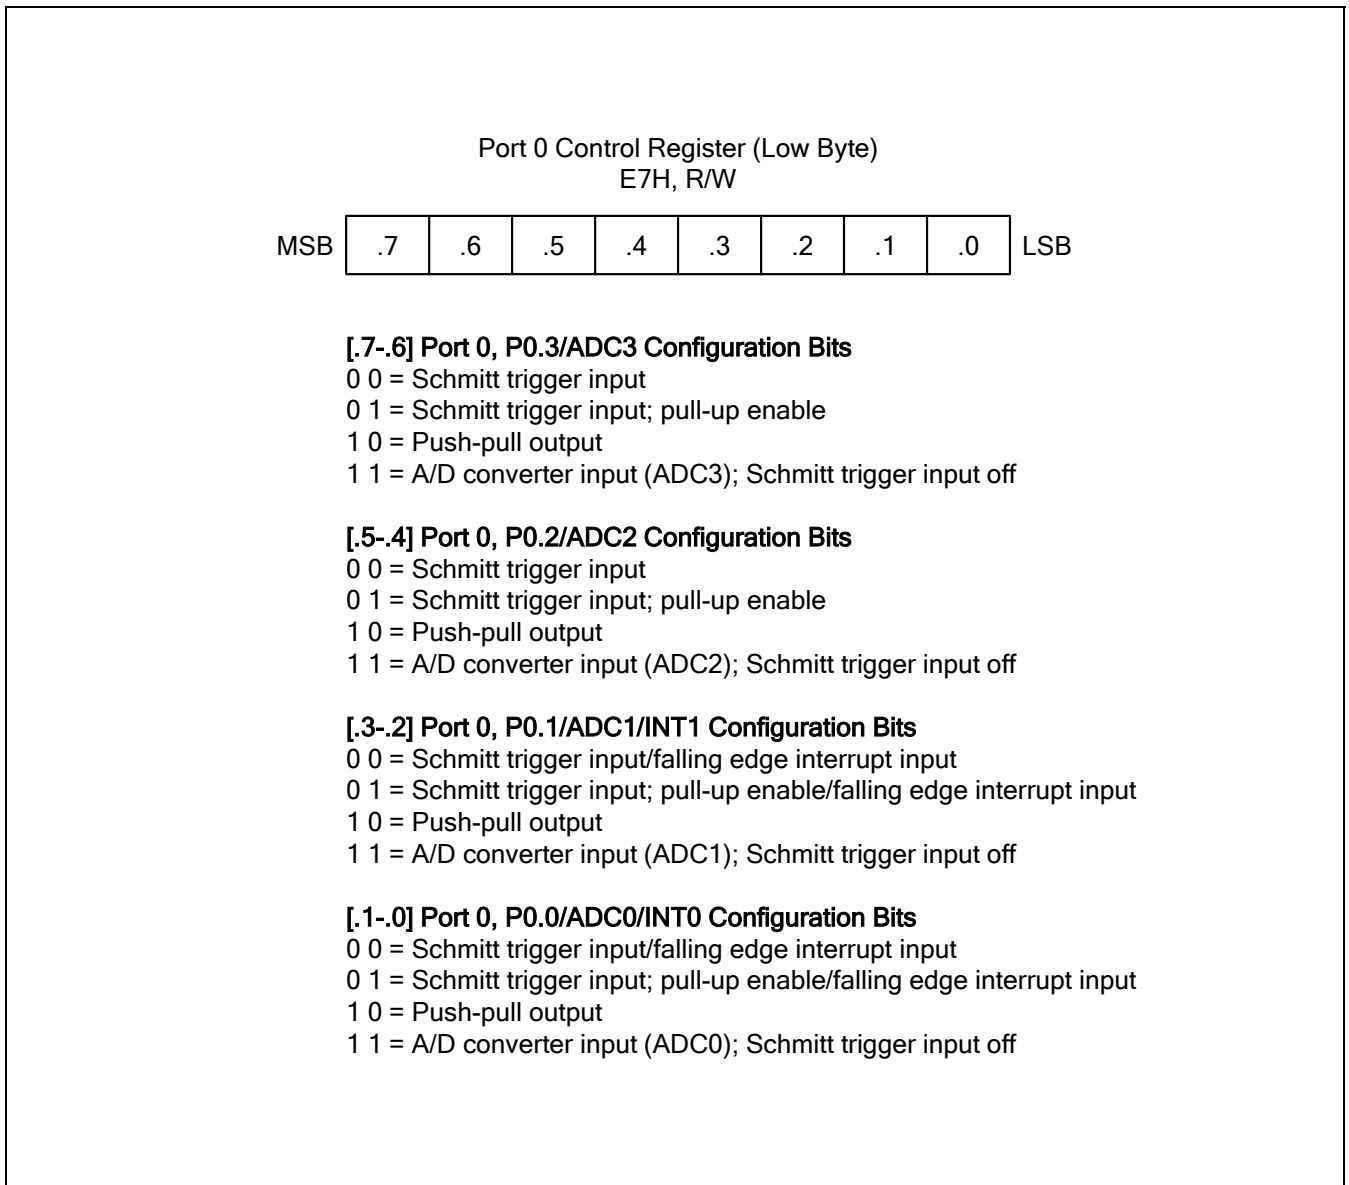 Port 0 Control Register (Low Byte)
E7H, R/W
MSB .7 .6 .5 .4 .3 .2 .1 .0 LSB
[.7-.6] Port 0, P0.3/ADC3 Configuration Bits
0 0 = Schmitt trigger input
0 1 = Schmitt trigger input; pull-up enable
1 0 = Push-pull output
1 1 = A/D converter input (ADC3); Schmitt trigger input off
[.5-.4] Port 0, P0.2/ADC2 Configuration Bits
0 0 = Schmitt trigger input
0 1 = Schmitt trigger input; pull-up enable
1 0 = Push-pull output
1 1 = A/D converter input (ADC2); Schmitt trigger input off
[.3-.2] Port 0, P0.1/ADC1/INT1 Configuration Bits
0 0 = Schmitt trigger input/falling edge interrupt input
0 1 = Schmitt trigger input; pull-up enable/falling edge interrupt input
1 0 = Push-pull output
1 1 = A/D converter input (ADC1); Schmitt trigger input off
[.1-.0] Port 0, P0.0/ADC0/INT0 Configuration Bits
0 0 = Schmitt trigger input/falling edge interrupt input
0 1 = Schmitt trigger input; pull-up enable/falling edge interrupt input
1 0 = Push-pull output
1 1 = A/D converter input (ADC0); Schmitt trigger input off